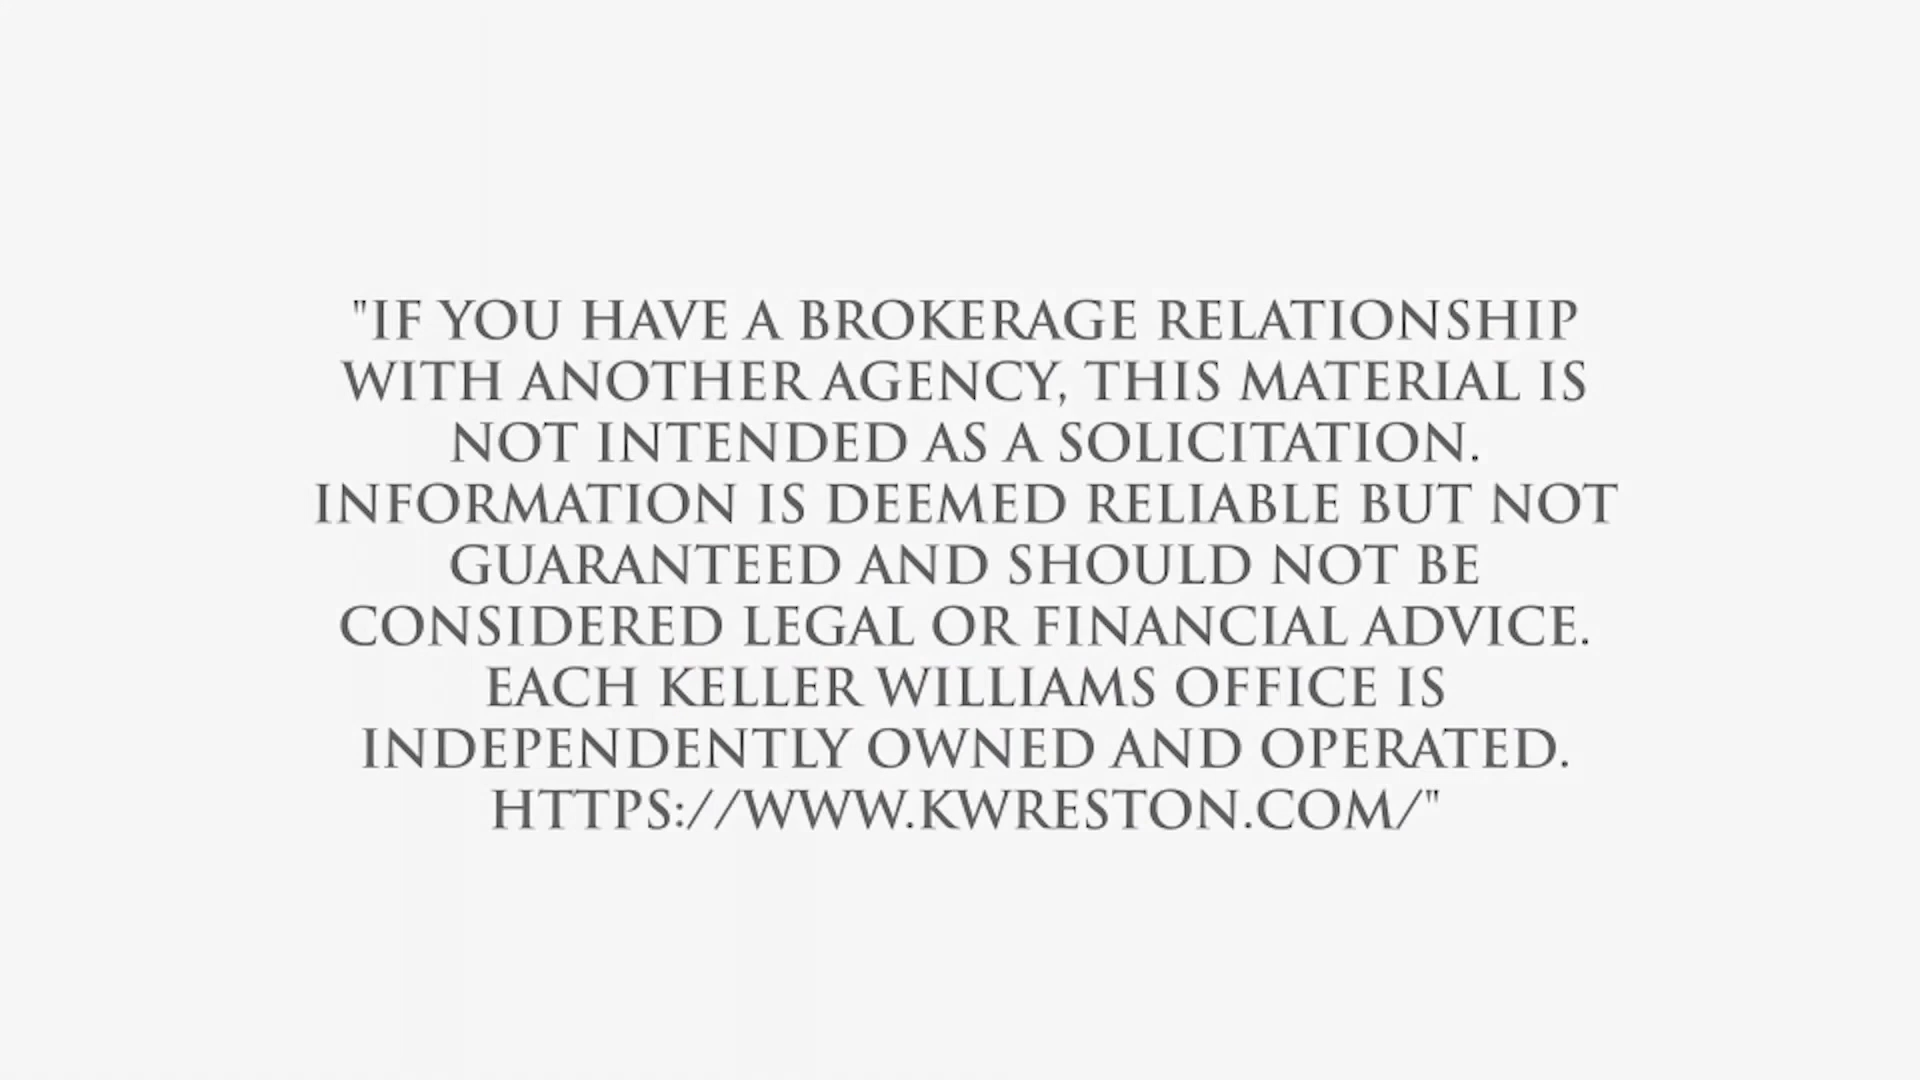 "IF YOU HAVE A BROKERAGE RELATIONSHIP
WITH ANOTHER AGENCY, THIS MATERIAL IS
NOT INTENDED AS A SOLICITATION.
INFORMATION IS DEEMED RELIABLE BUT NOT
GUARANTEED AND SHOULD NOT BE
CONSIDERED LEGAL OR FINANCIAL ADVICE.
EACH KELLER WILLIAMS OFFICE IS
INDEPENDENTLY OWNED AND OPERATED.
HTTPS://WWW.KWRESTON.COM/"